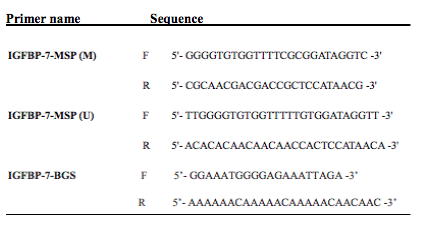 Primer name Sequence
IGFBP-7-MSP (M) F 5'- GGGGTGTGGTTTTCGCGGATAGGTC -3'
R 5'- CGCAACGACGACCGCTCCATAACG -3'
IGFBP-7-MSP (U) F 5'- TTGGGGTGTGGTTTTTGTGGATAGGTT -3'
R 5'- ACACACAACAACAACCACTCCATAACA -3'
IGFBP-7-BGS F 5'- GGAAATGGGGAGAAATTAGA -3'
R 5'- AAAAAACAAAAACAAAAACAACAAC -3'